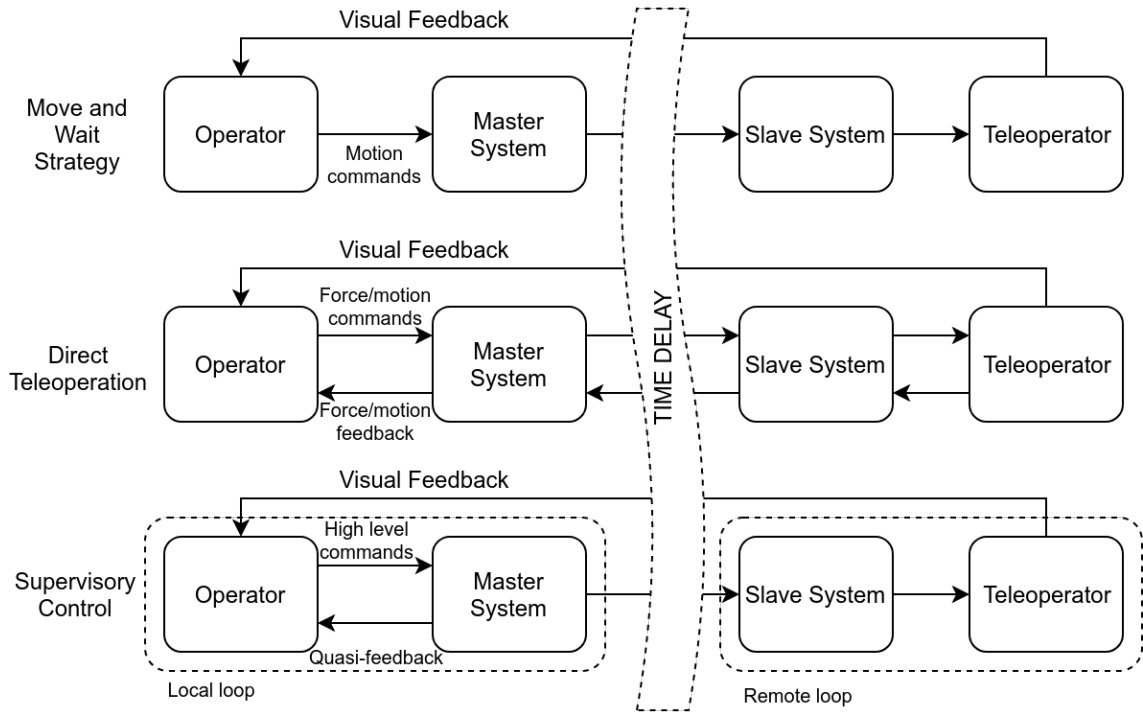 Visual Feedback
Move and
Wait
Strategy
Operator
Motion
commands
Master
System
Slave System
Teleoperator
Visual Feedback
Direct
Teleoperation
Operator
Force/motion
commands
Force/motion
feedback
Master
System
TIME DELAY
Slave System
Teleoperator
Visual Feedback
Supervisory
Control
Operator
High level
commands
Quasi-feedback
Master
System
Slave System
Teleoperator
Local loop
Remote loop